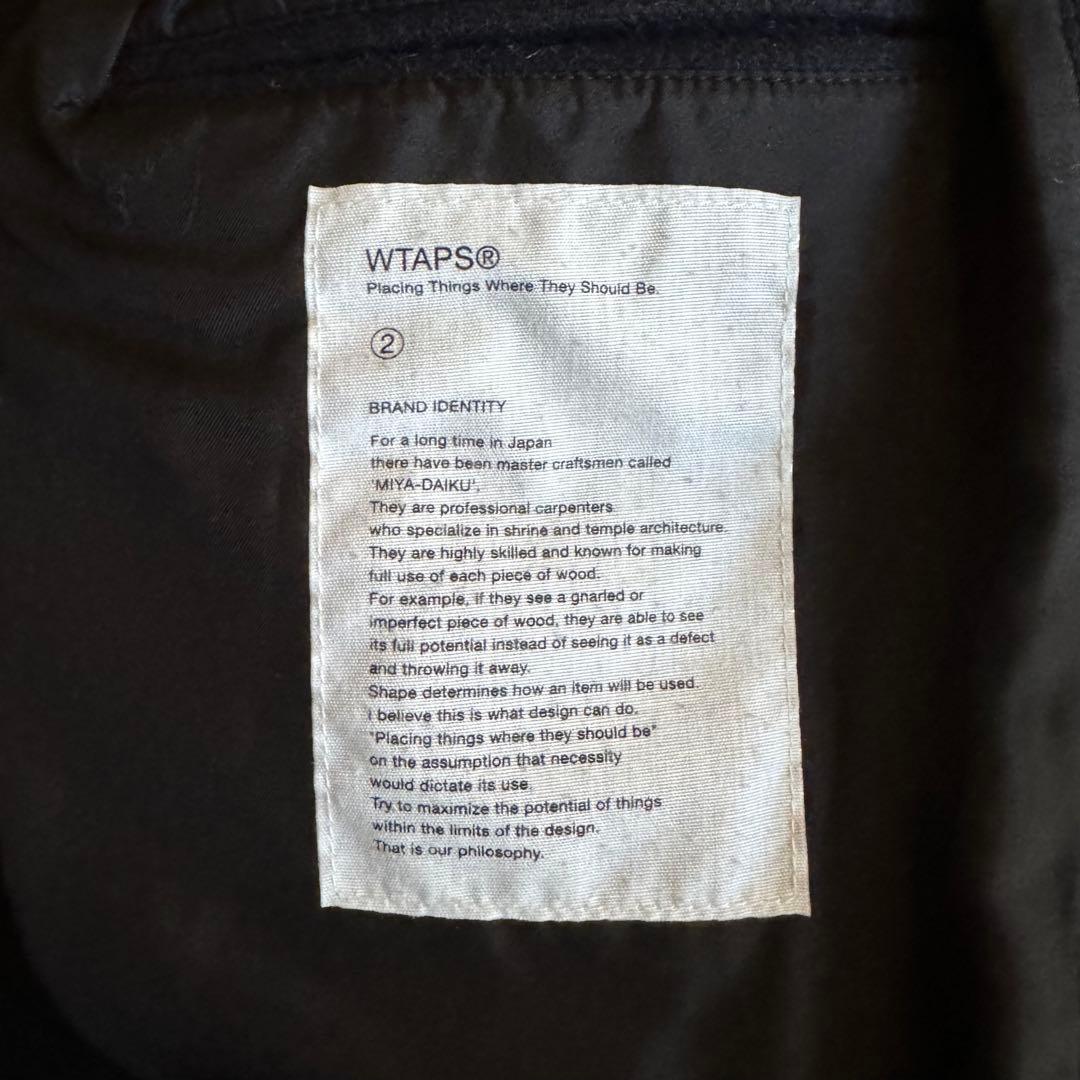 WTAPS®
Placing Things Where They Should Be.
②
BRAND IDENTITY
For a long time in Japan
there have been master craftsmen called
'MIYA-DAIKU'.
They are professional carpenters
who specialize in shrine and temple architecture.
They are highly skilled and known for making
full use of each piece of wood.
For example, if they see a gnarled or
imperfect piece of wood, they are able to see
its full potential instead of seeing it as a defect
and throwing it away.
Shape determines how an item will be used.
I believe this is what design can do.
"Placing things where they should be"
on the assumption that necessity
would dictate its use.
Try to maximize the potential of things
within the limits of the design.
That is our philosophy.